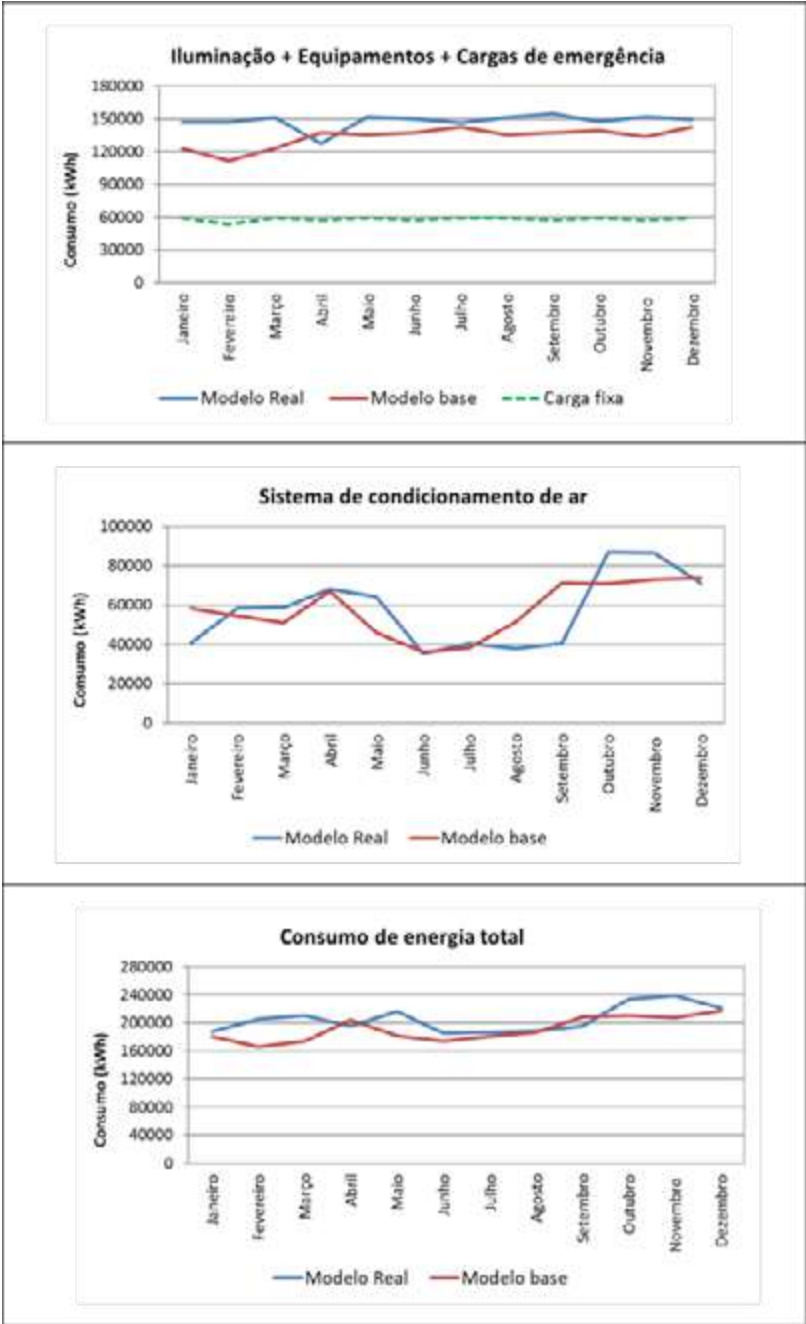 Iluminação + Equipamentos + Cargas de emergência
Consumo (kWh)
180000
150000
120000
90000
60000
30000
0
Janeiro
Fevereiro
Março
Abril
Maio
Junho
Julho
Agosto
Setembro
Outubro
Novembro
Dezembro
Modelo Real Modelo base Carga fixa
Sistema de condicionamento de ar
Consumo (kWh)
100000
80000
60000
40000
20000
0
Janeiro
Fevereiro
Março
Abril
Maio
Junho
Julho
Agosto
Setembro
Outubro
Novembro
Dezembro
Modelo Real Modelo base
Consumo de energia total
Consumo (kWh)
280000
240000
200000
160000
120000
80000
40000
0
Janeiro
Fevereiro
Março
Abril
Maio
Junho
Julho
Agosto
Setembro
Outubro
Novembro
Dezembro
Modelo Real Modelo base